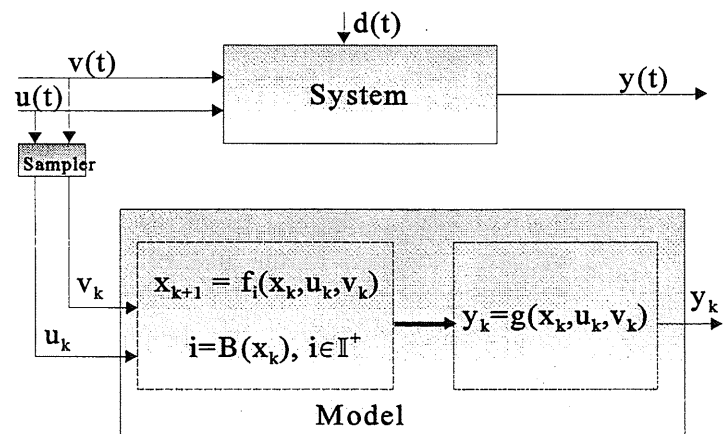 d(t)
v(t)
System
y(t)
u(t)
Sampler
v_k
x_{k+1} = f_i(x_k,u_k,v_k)
y_k=g(x_k,u_k,v_k)
y_k
u_k
i=B(x_k), i∈𝕀⁺
Model